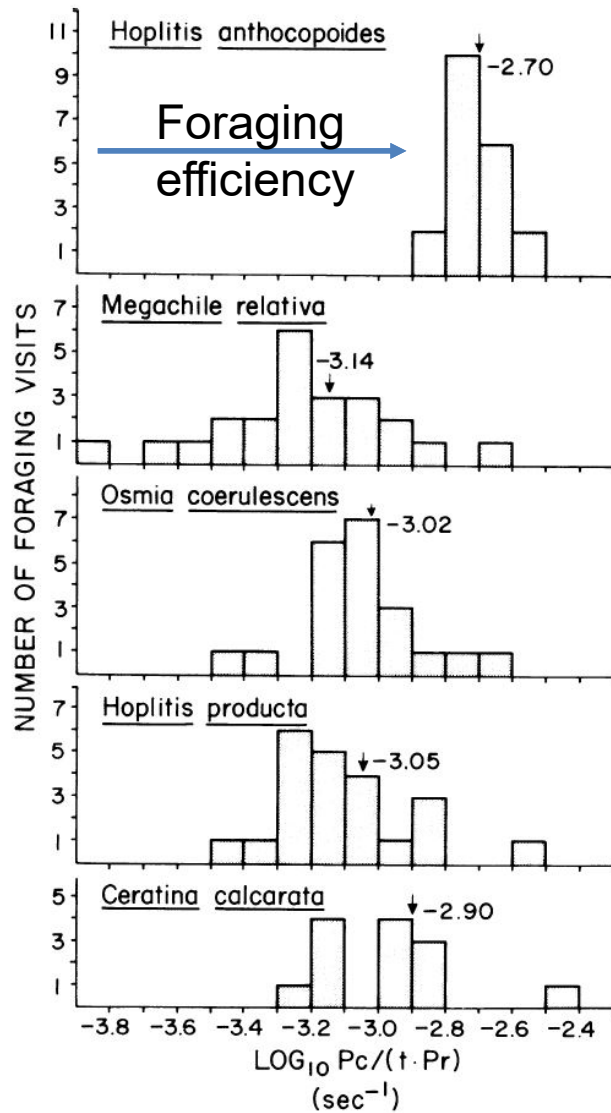 Hoplitis anthocopoides
-2.70
Foraging
efficiency
11
9
7
5
3
1
Megachile relativa
-3.14
7
5
3
1
Osmia coerulescens
-3.02
7
5
3
1
Hoplitis producta
-3.05
7
5
3
1
Ceratina calcarata
-2.90
5
3
1
NUMBER OF FORAGING VISITS
-3.8 -3.6 -3.4 -3.2 -3.0 -2.8 -2.6 -2.4
LOG₁₀ Pc/(t·Pr)
(sec⁻¹)